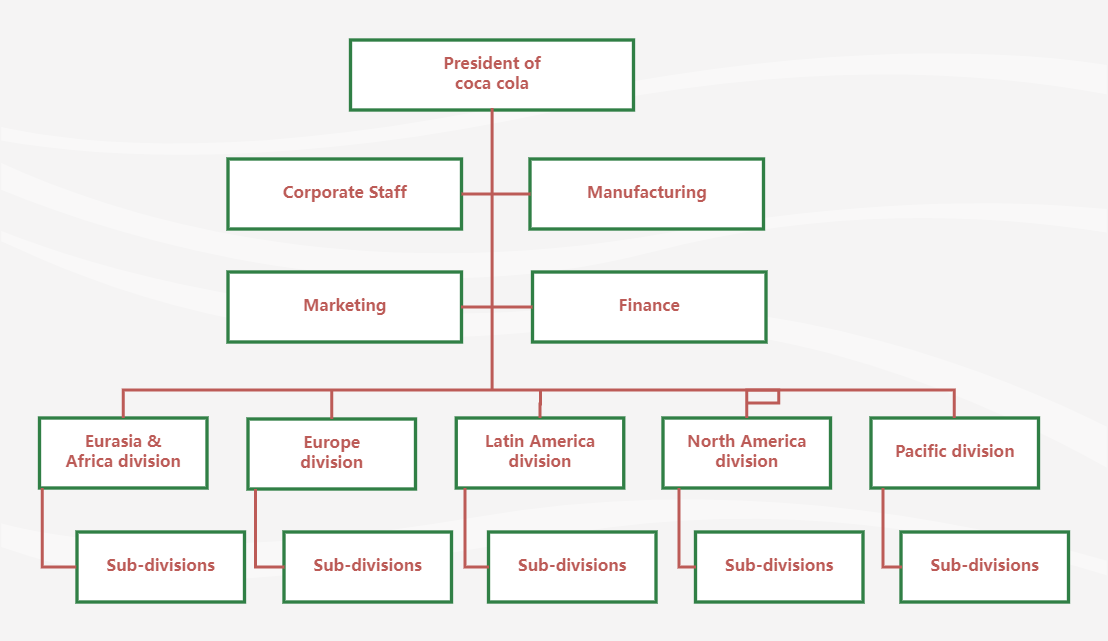 President of
coca cola
Corporate Staff
Manufacturing
Marketing
Finance
Eurasia &
Africa division
Europe
division
Latin America
division
North America
division
Pacific division
Sub-divisions
Sub-divisions
Sub-divisions
Sub-divisions
Sub-divisions